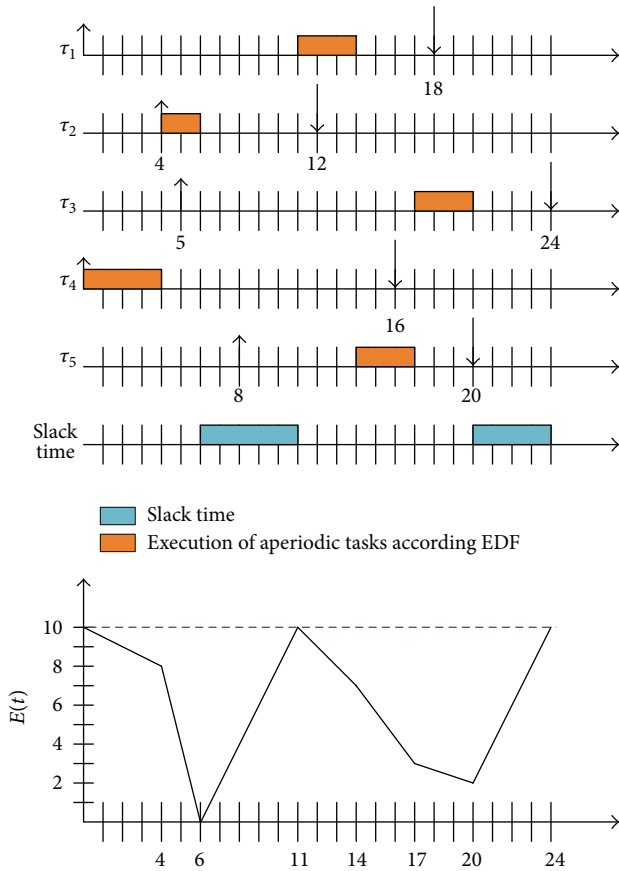 τ1
18
τ2
4 12
τ3
5 24
τ4
16
τ5
8 20
Slack
time
Slack time
Execution of aperiodic tasks according EDF
10
8
6
4
2
E(t)
4 6 11 14 17 20 24